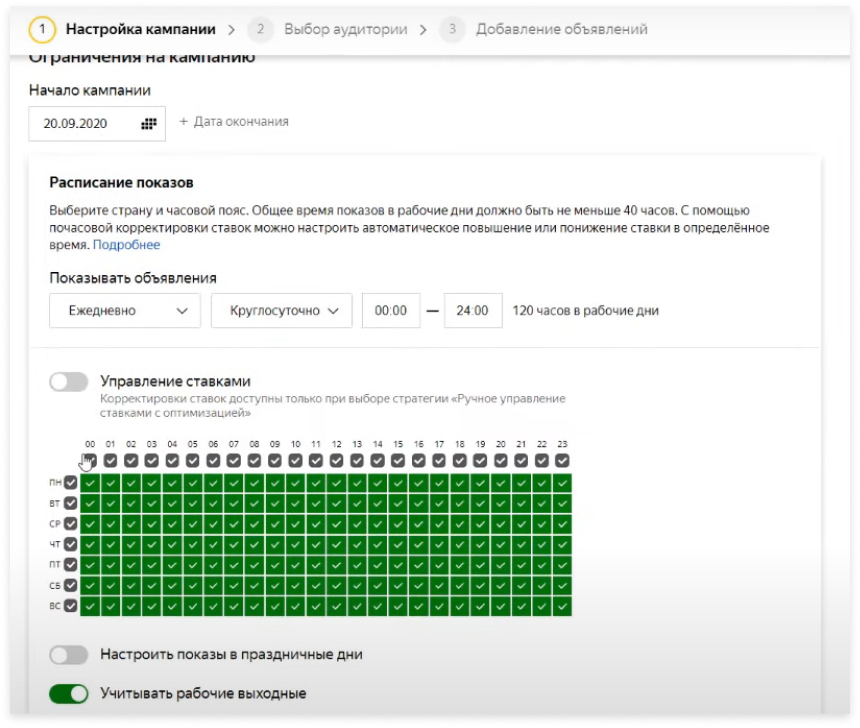 1 Настройка кампании > 2 Выбор аудитории > 3 Добавление объявлений
Ограничения на кампанию
Начало кампании
20.09.2020 + Дата окончания
Расписание показов
Выберите страну и часовой пояс. Общее время показов в рабочие дни должно быть не меньше 40 часов. С помощью
почасовой корректировки ставок можно настроить автоматическое повышение или понижение ставки в определённое
время. Подробнее
Показывать объявления
Ежедневно Круглосуточно 00:00 — 24:00 120 часов в рабочие дни
Управление ставками
Корректировки ставок доступны только при выборе стратегии «Ручное управление
ставками с оптимизацией»
00 01 02 03 04 05 06 07 08 09 10 11 12 13 14 15 16 17 18 19 20 21 22 23
ПН
ВТ
СР
ЧТ
ПТ
СБ
ВС
Настроить показы в праздничные дни
Учитывать рабочие выходные